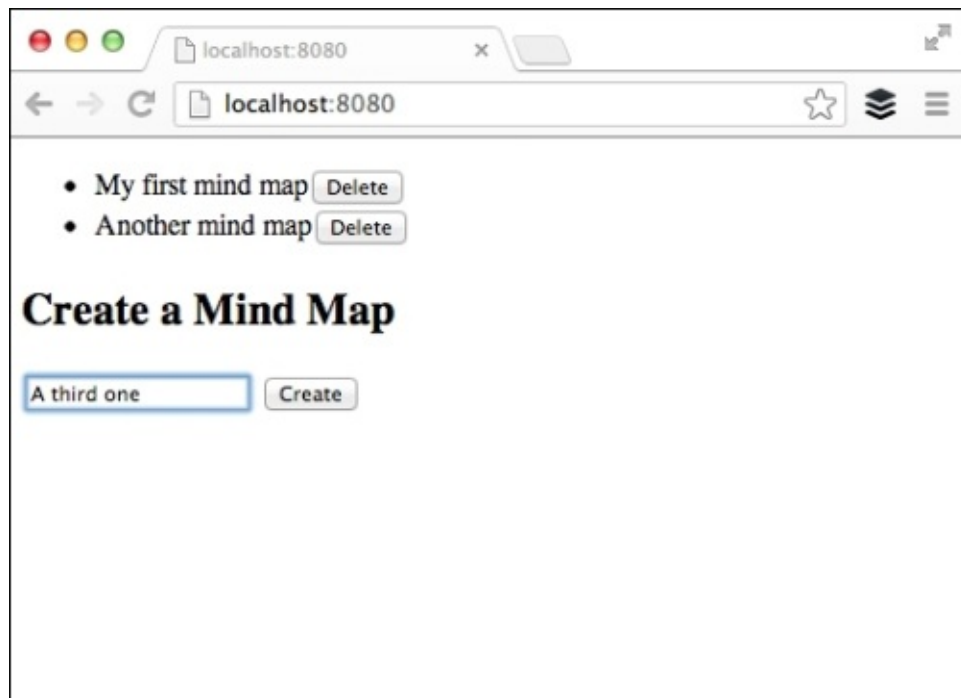 localhost:8080
localhost:8080
My first mind map Delete
Another mind map Delete
Create a Mind Map
A third one Create